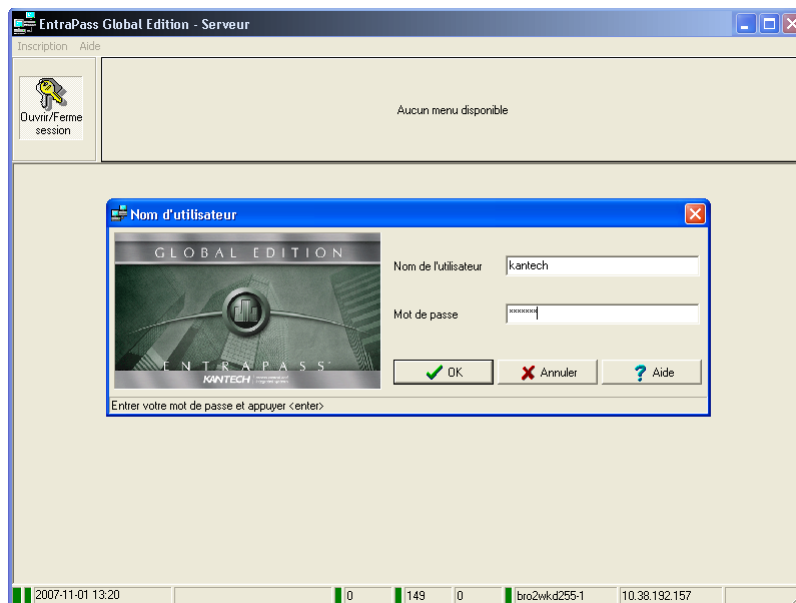 EntraPass Global Edition - Serveur
Inscription Aide
Ouvrir/Ferme
session
Aucun menu disponible
Nom d'utilisateur
GLOBAL EDITION
ENTRAPASS
KANTECH
Nom de l'utilisateur kantech
Mot de passe *******
OK Annuler Aide
Entrer votre mot de passe et appuyer <enter>
2007-11-01 13:20 0 149 0 bro2wkd255-1 10.38.192.157